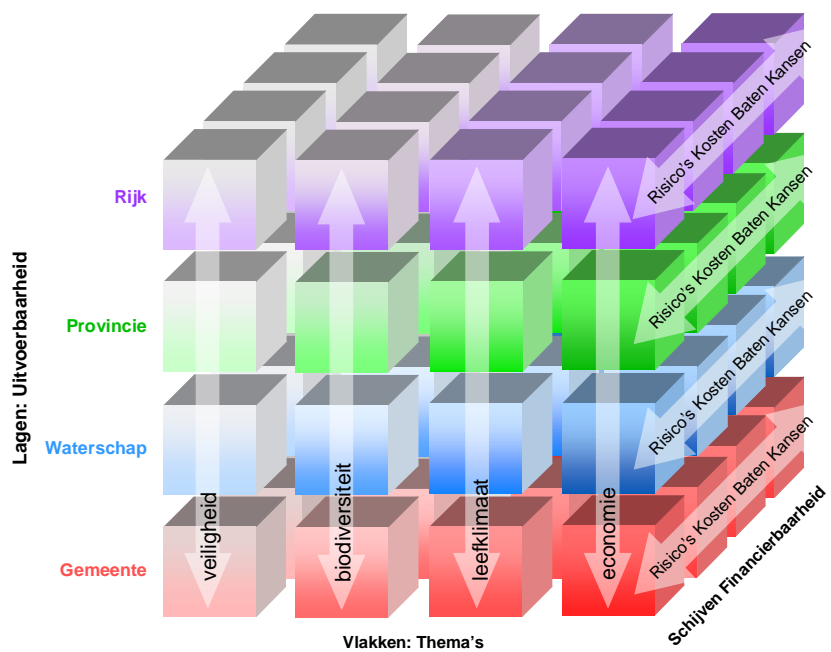 Lagen: Uitvoerbaarheid
Rijk
Risico's Kosten Baten Kansen
Provincie
Risico's Kosten Baten Kansen
Waterschap
Risico's Kosten Baten Kansen
Gemeente
Risico's Kosten Baten Kansen
veiligheid
biodiversiteit
leefklimaat
economie
Schijven Financierbaarheid
Vlakken: Thema's